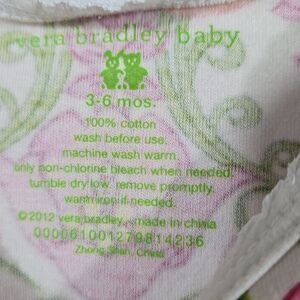 vera bradley baby
3-6 mos.
100% cotton
wash before use.
machine wash warm.
only non-chlorine bleach when needed.
tumble dry low. remove promptly.
warm iron if needed.
©2012 vera bradley. made in china
000061001279814236
Zhong Shan, China